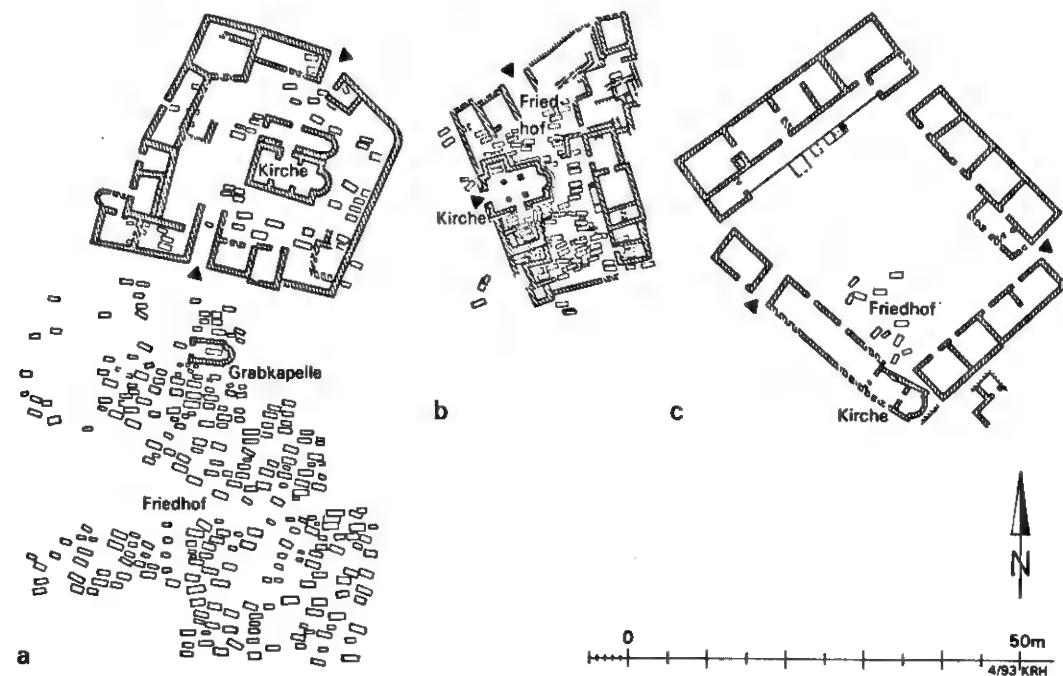 Kirche
Grabkapelle
Friedhof
a
Fried-
hof
Kirche
b
Friedhof
Kirche
c
N
0
50m
4/93 KRH